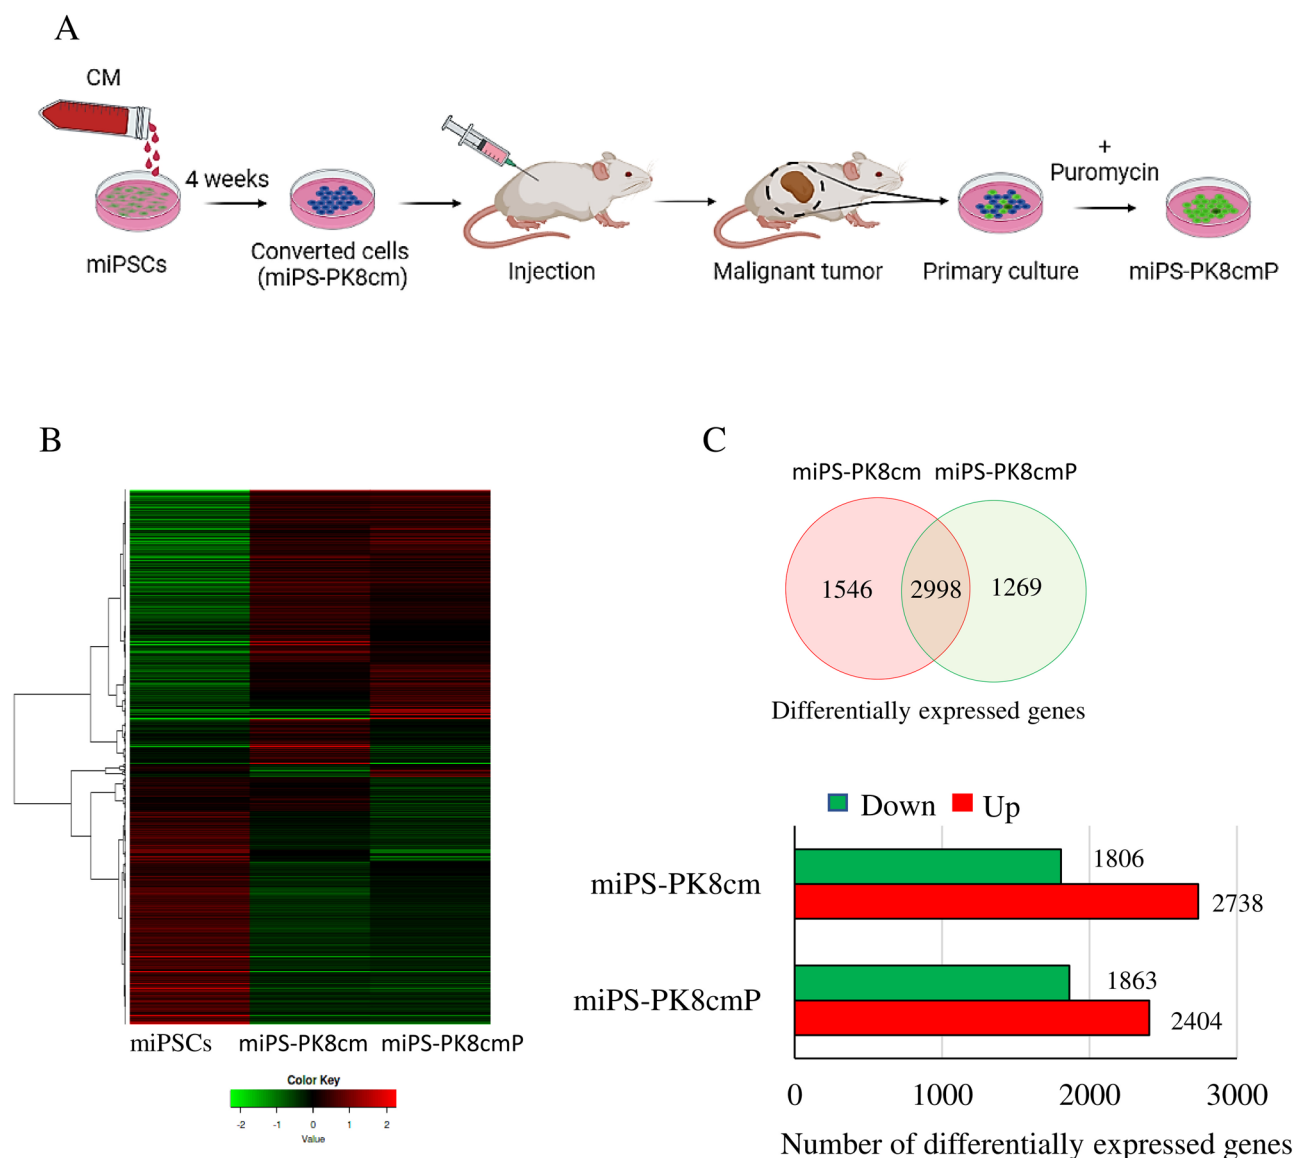 A
CM
4 weeks
miPSCs
Converted cells
(miPS-PK8cm)
Injection
Malignant tumor
Primary culture
+
Puromycin
miPS-PK8cmP
B
miPSCs miPS-PK8cm miPS-PK8cmP
Color Key
-2 -1 0 1 2
Value
C
miPS-PK8cm miPS-PK8cmP
1546 2998 1269
Differentially expressed genes
Down Up
miPS-PK8cm
1806
2738
miPS-PK8cmP
1863
2404
0 1000 2000 3000
Number of differentially expressed genes